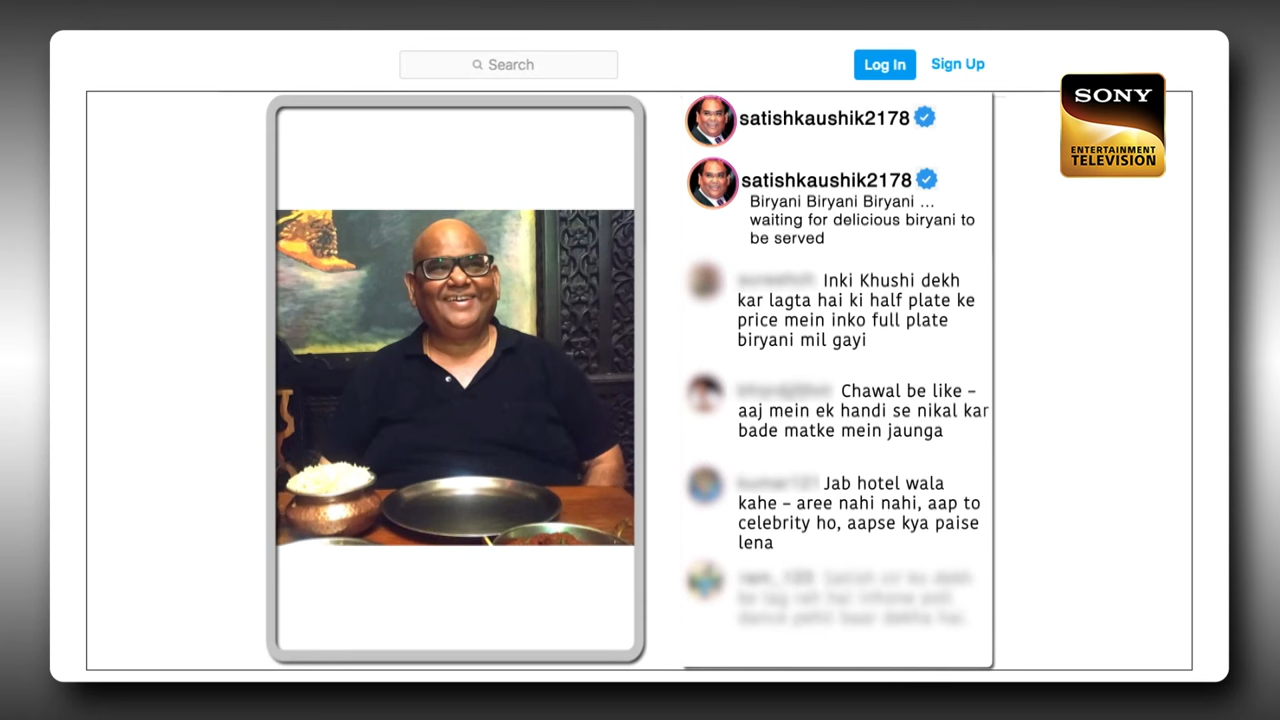 Search
Log In
Sign Up
SONY
ENTERTAINMENT
TELEVISION
satishkaushik2178
satishkaushik2178
Biryani Biryani Biryani ...
waiting for delicious biryani to
be served
Inki Khushi dekh
kar lagta hai ki half plate ke
price mein inko full plate
biryani mil gayi
Chawal be like –
aaj mein ek handi se nikal kar
bade matke mein jaunga
kumar121 Jab hotel wala
kahe – aree nahi nahi, aap to
celebrity ho, aapse kya paise
lena